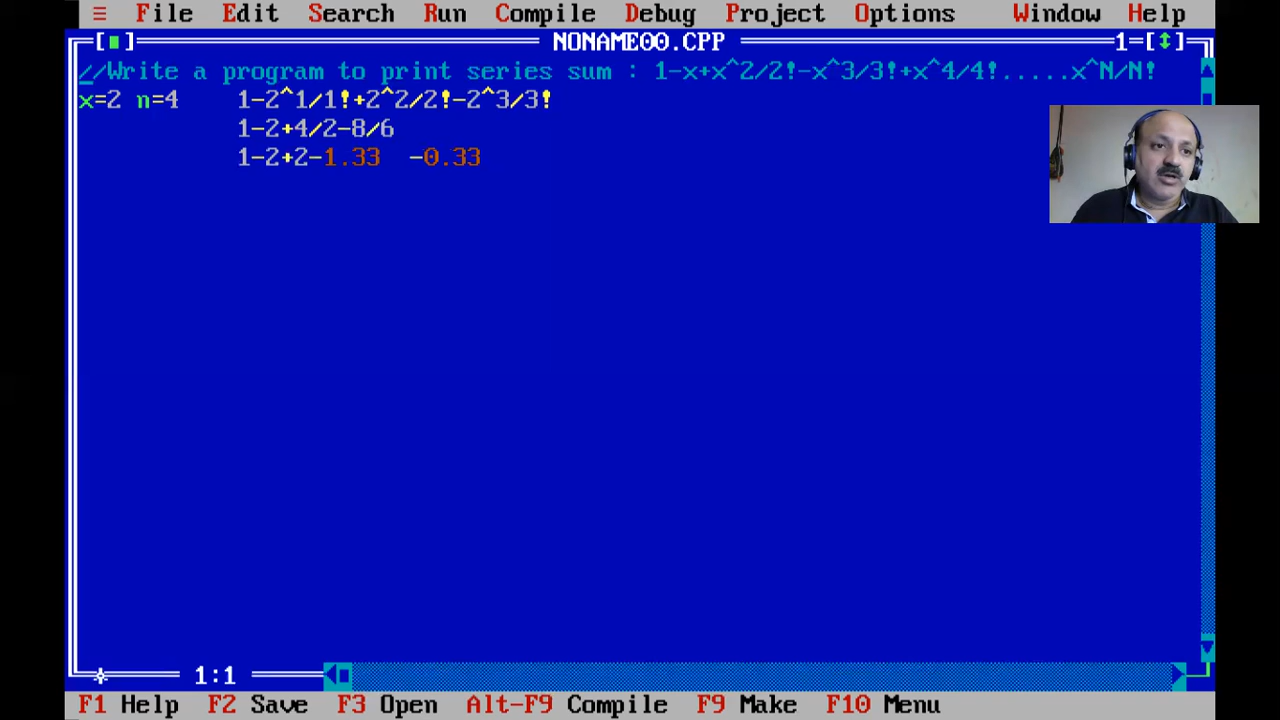 ≡ File Edit Search Run Compile Debug Project Options Window Help
[■] NONAME00.CPP 1=[↕]
//Write a program to print series sum : 1-x+x^2/2!-x^3/3!+x^4/4!.....x^N/N!
x=2 n=4 1-2^1/1!+2^2/2!-2^3/3!
1-2+4/2-8/6
1-2+2-1.33 -0.33
1:1
F1 Help F2 Save F3 Open Alt-F9 Compile F9 Make F10 Menu